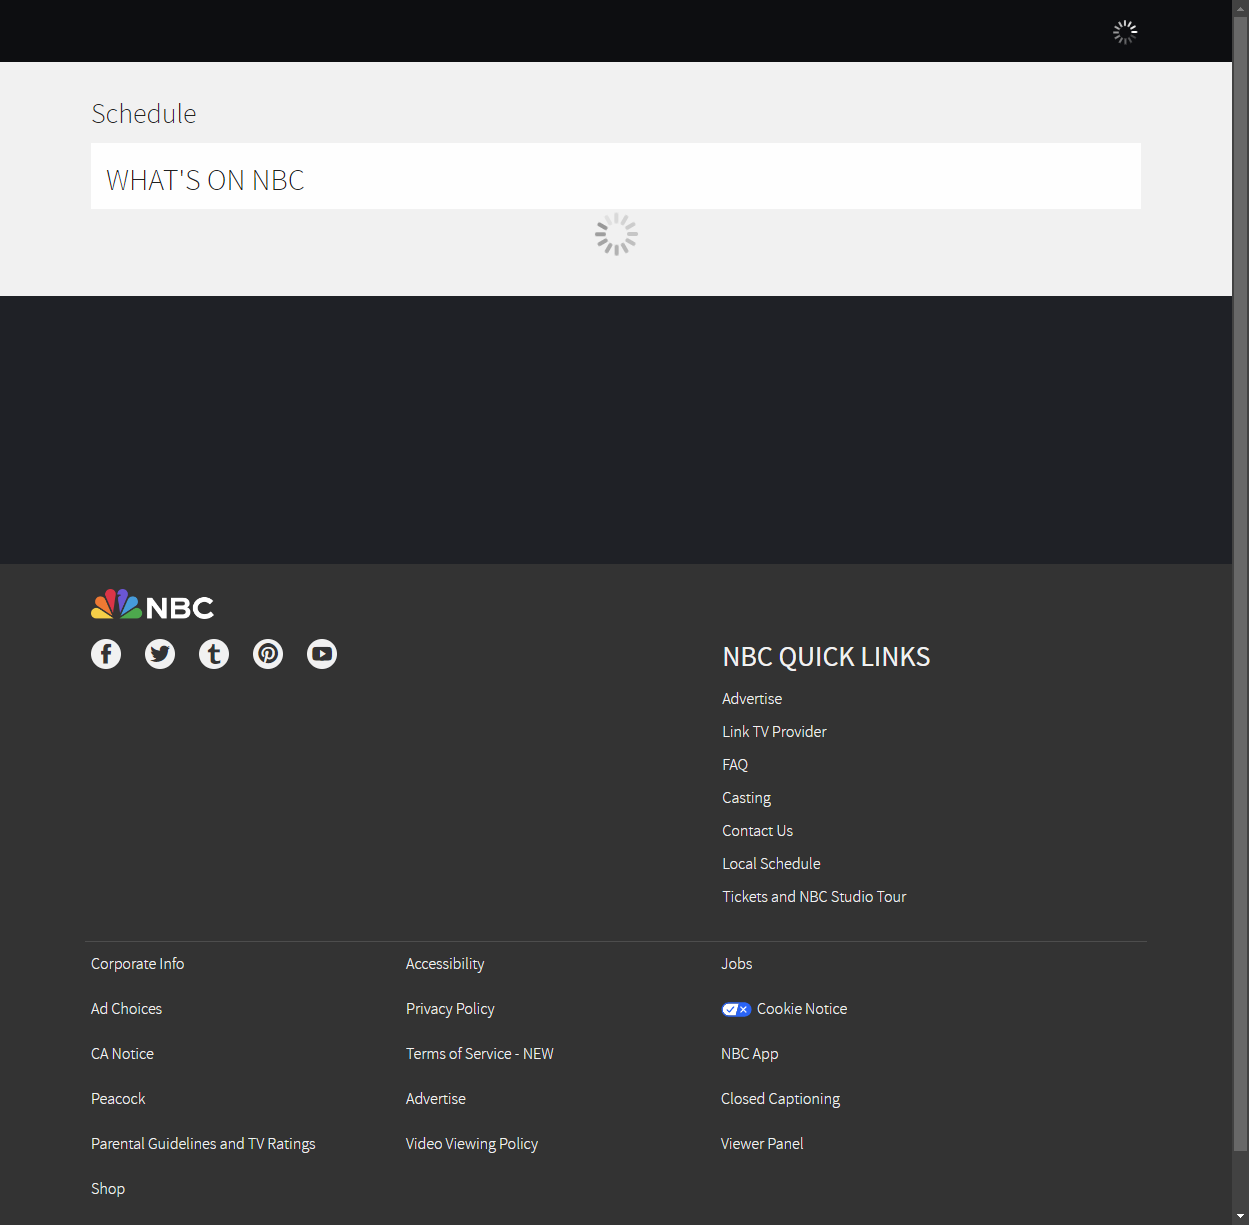 Schedule
WHAT'S ON NBC
NBC
NBC QUICK LINKS
Advertise
Link TV Provider
FAQ
Casting
Contact Us
Local Schedule
Tickets and NBC Studio Tour
Corporate Info
Accessibility
Jobs
Ad Choices
Privacy Policy
Cookie Notice
CA Notice
Terms of Service - NEW
NBC App
Peacock
Advertise
Closed Captioning
Parental Guidelines and TV Ratings
Video Viewing Policy
Viewer Panel
Shop